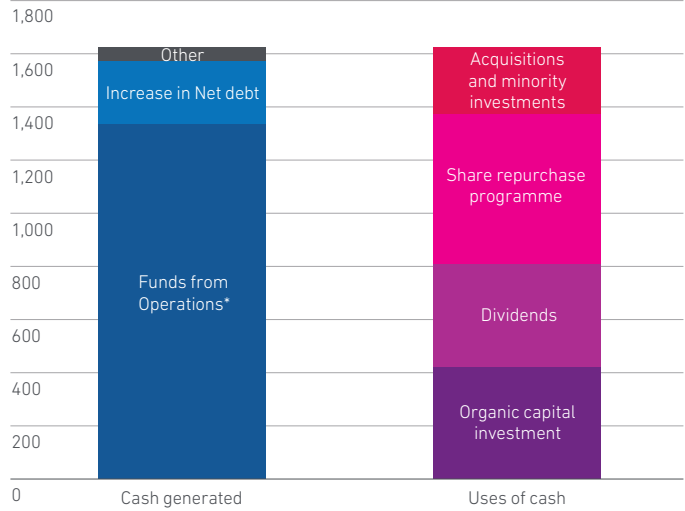 1,800
1,600
1,400
1,200
1,000
800
600
400
200
0
Other
Increase in Net debt
Funds from
Operations*
Cash generated
Acquisitions
and minority
investments
Share repurchase
programme
Dividends
Organic capital
investment
Uses of cash